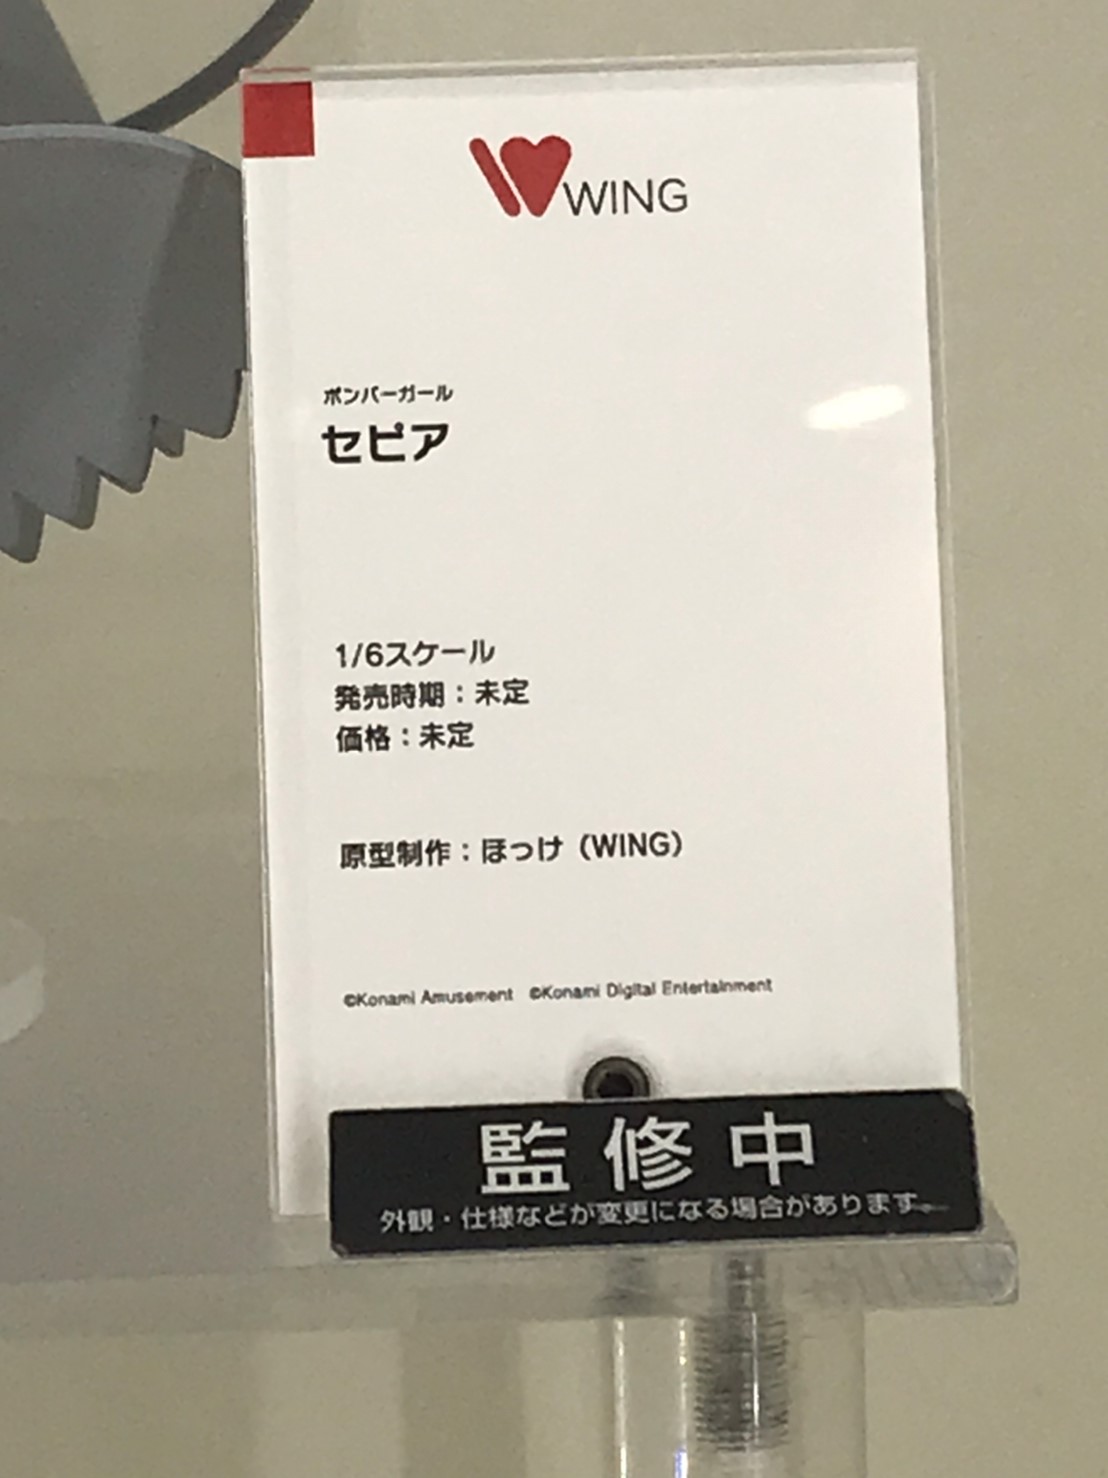 WING
ボンバーガール
セピア
1/6スケール
発売時期：未定
価格：未定
原型制作：ほっけ（WING）
©Konami Amusement ©Konami Digital Entertainment
監修中
外観・仕様などが変更になる場合があります。